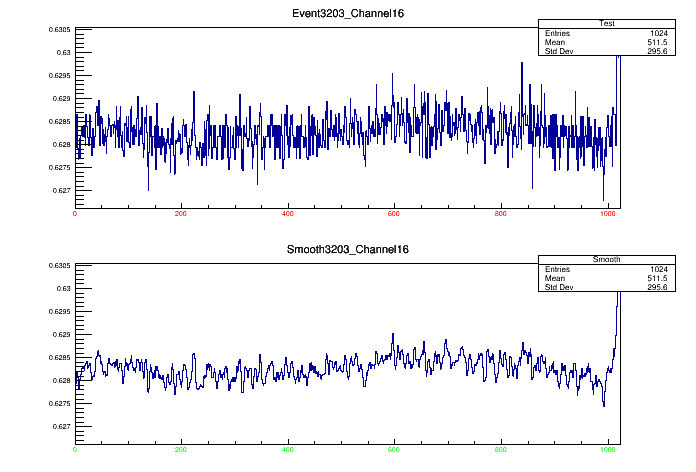 Event3203_Channel16
Test
Entries 1024
Mean 511.5
Std Dev 295.6
0.6305
0.63
0.6295
0.629
0.6285
0.628
0.6275
0.627
0 200 400 600 800 1000
Smooth3203_Channel16
Smooth
Entries 1024
Mean 511.5
Std Dev 295.6
0.6305
0.63
0.6295
0.629
0.6285
0.628
0.6275
0.627
0 200 400 600 800 1000